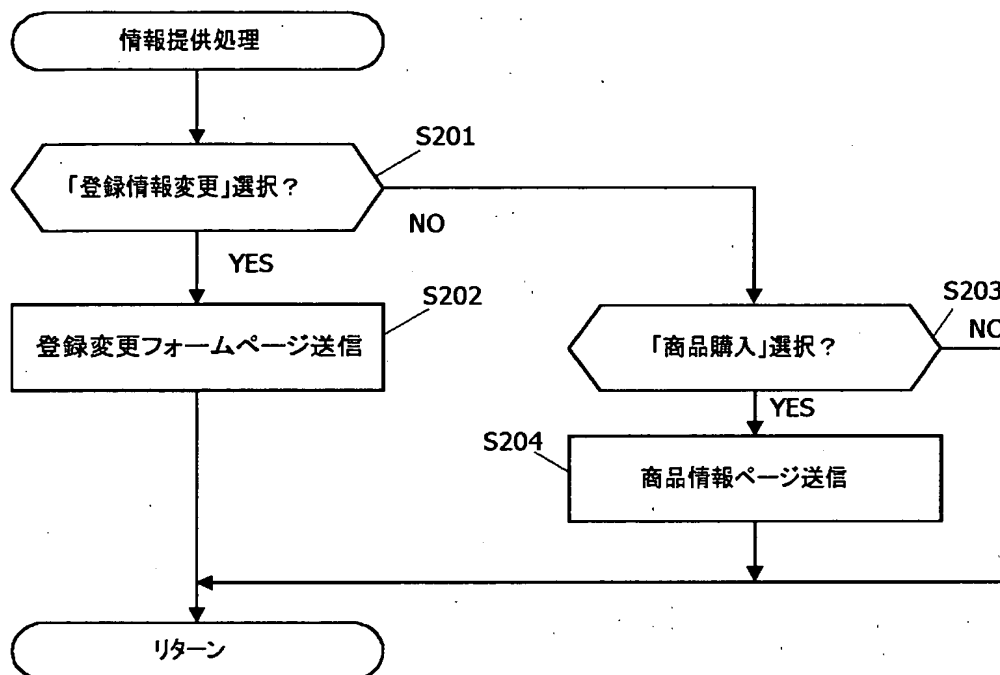 情報提供処理
S201
「登録情報変更」選択？
NO
YES
S202
登録変更フォームページ送信
S203
NO
「商品購入」選択？
YES
S204
商品情報ページ送信
リターン